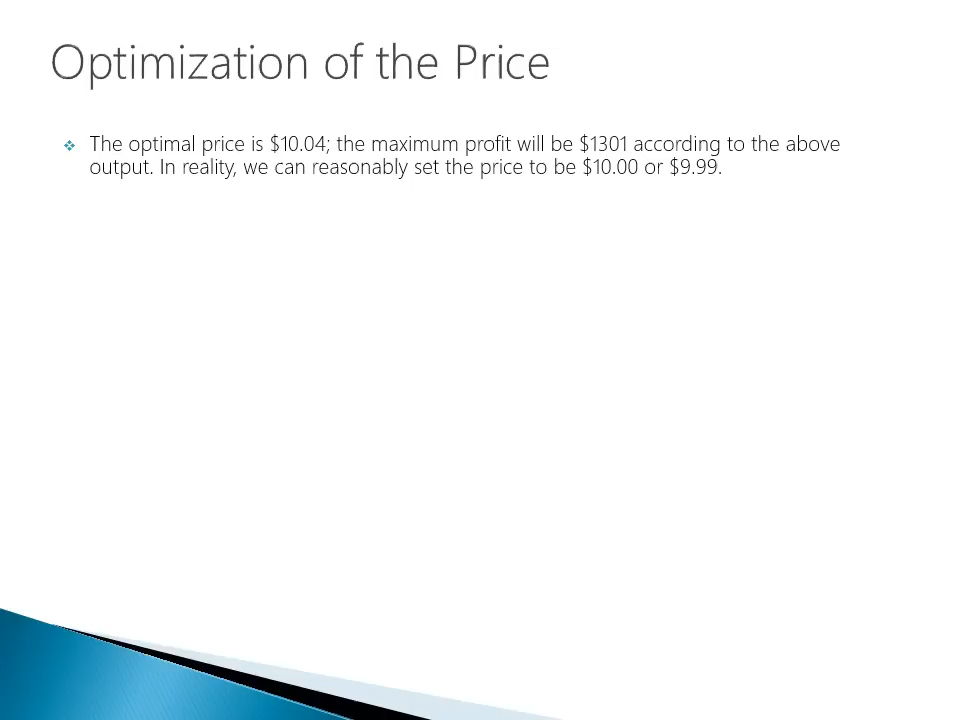 Optimization of the Price
The optimal price is $10.04; the maximum profit will be $1301 according to the above
output. In reality, we can reasonably set the price to be $10.00 or $9.99.